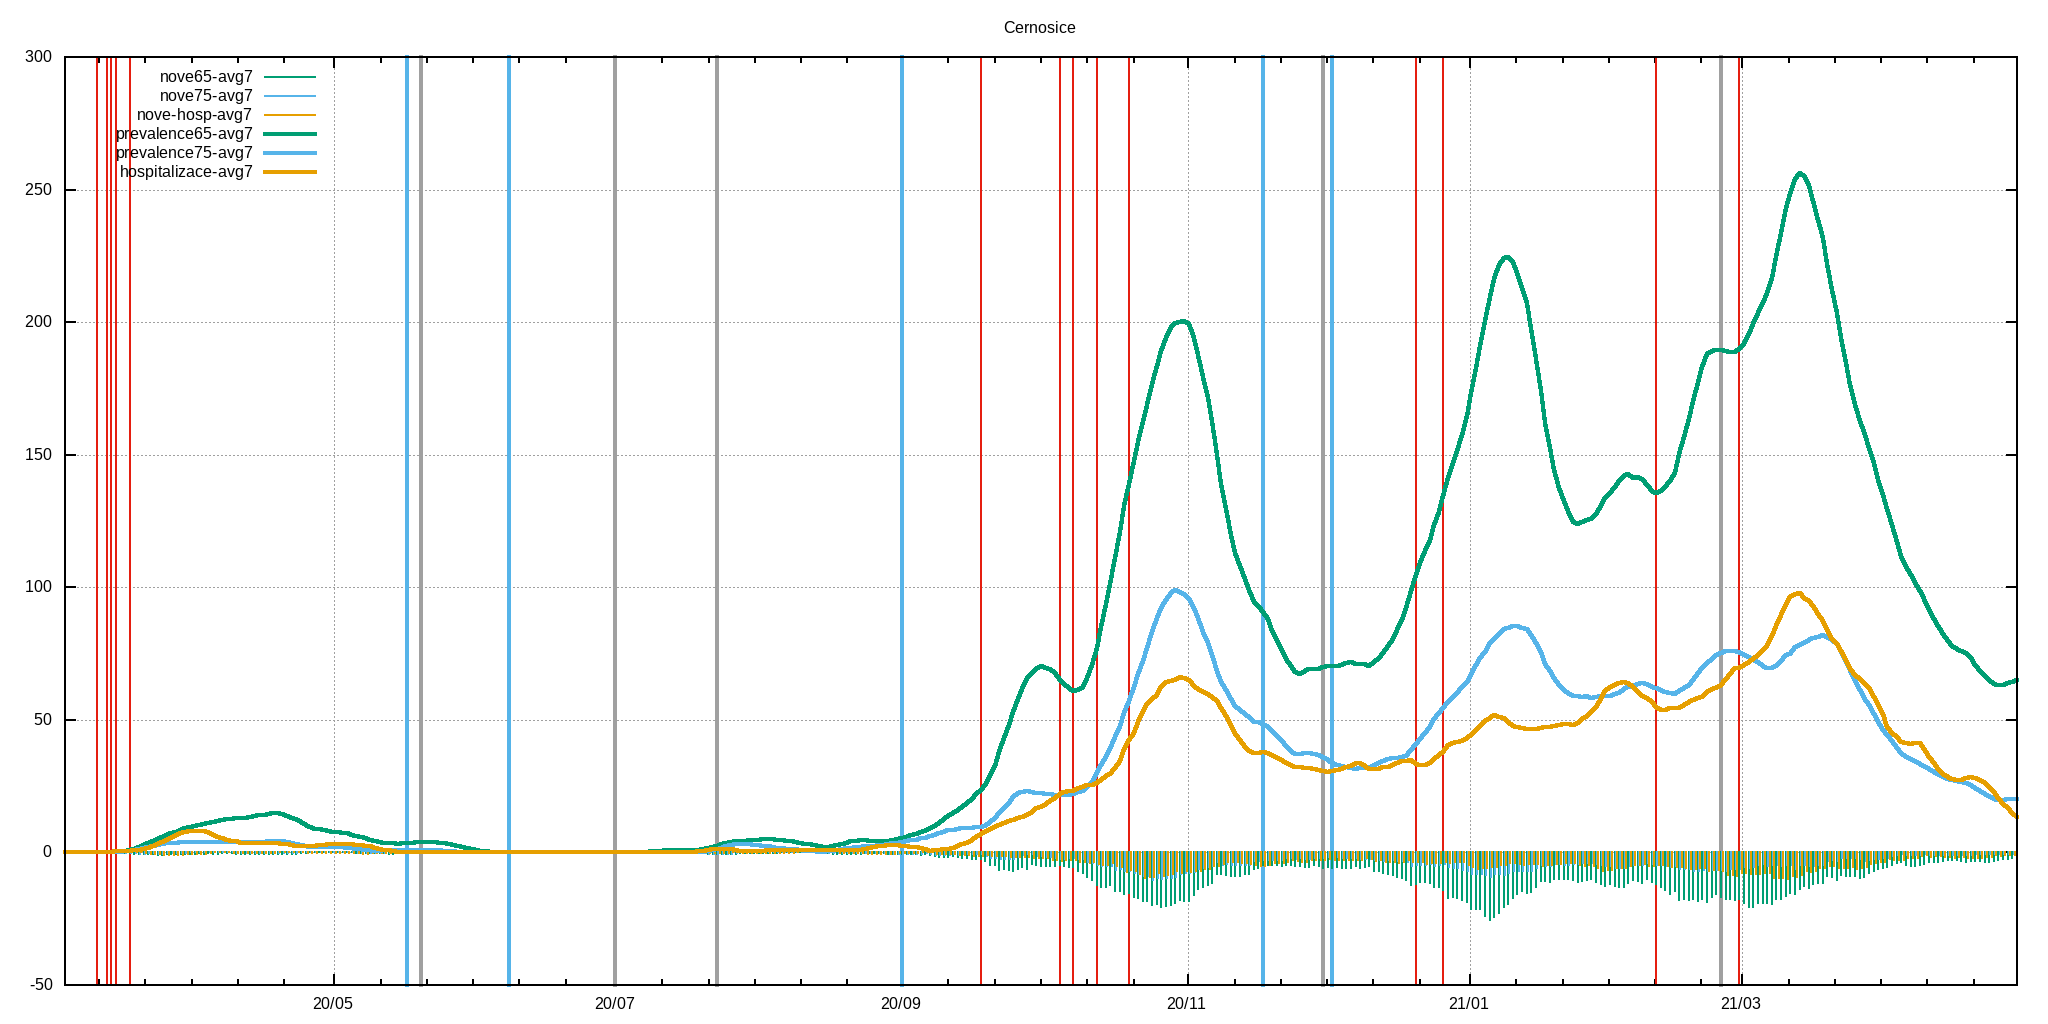 Cernosice
300
250
200
150
100
50
0
-50
nove65-avg7
nove75-avg7
nove-hosp-avg7
prevalence65-avg7
prevalence75-avg7
hospitalizace-avg7
20/05 20/07 20/09 20/11 21/01 21/03